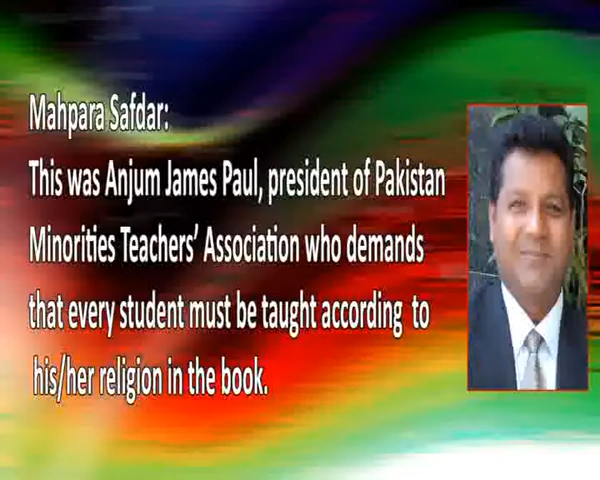 Mahpara Safdar:
This was Anjum James Paul, president of Pakistan
Minorities Teachers’ Association who demands
that every student must be taught according to
his/her religion in the book.